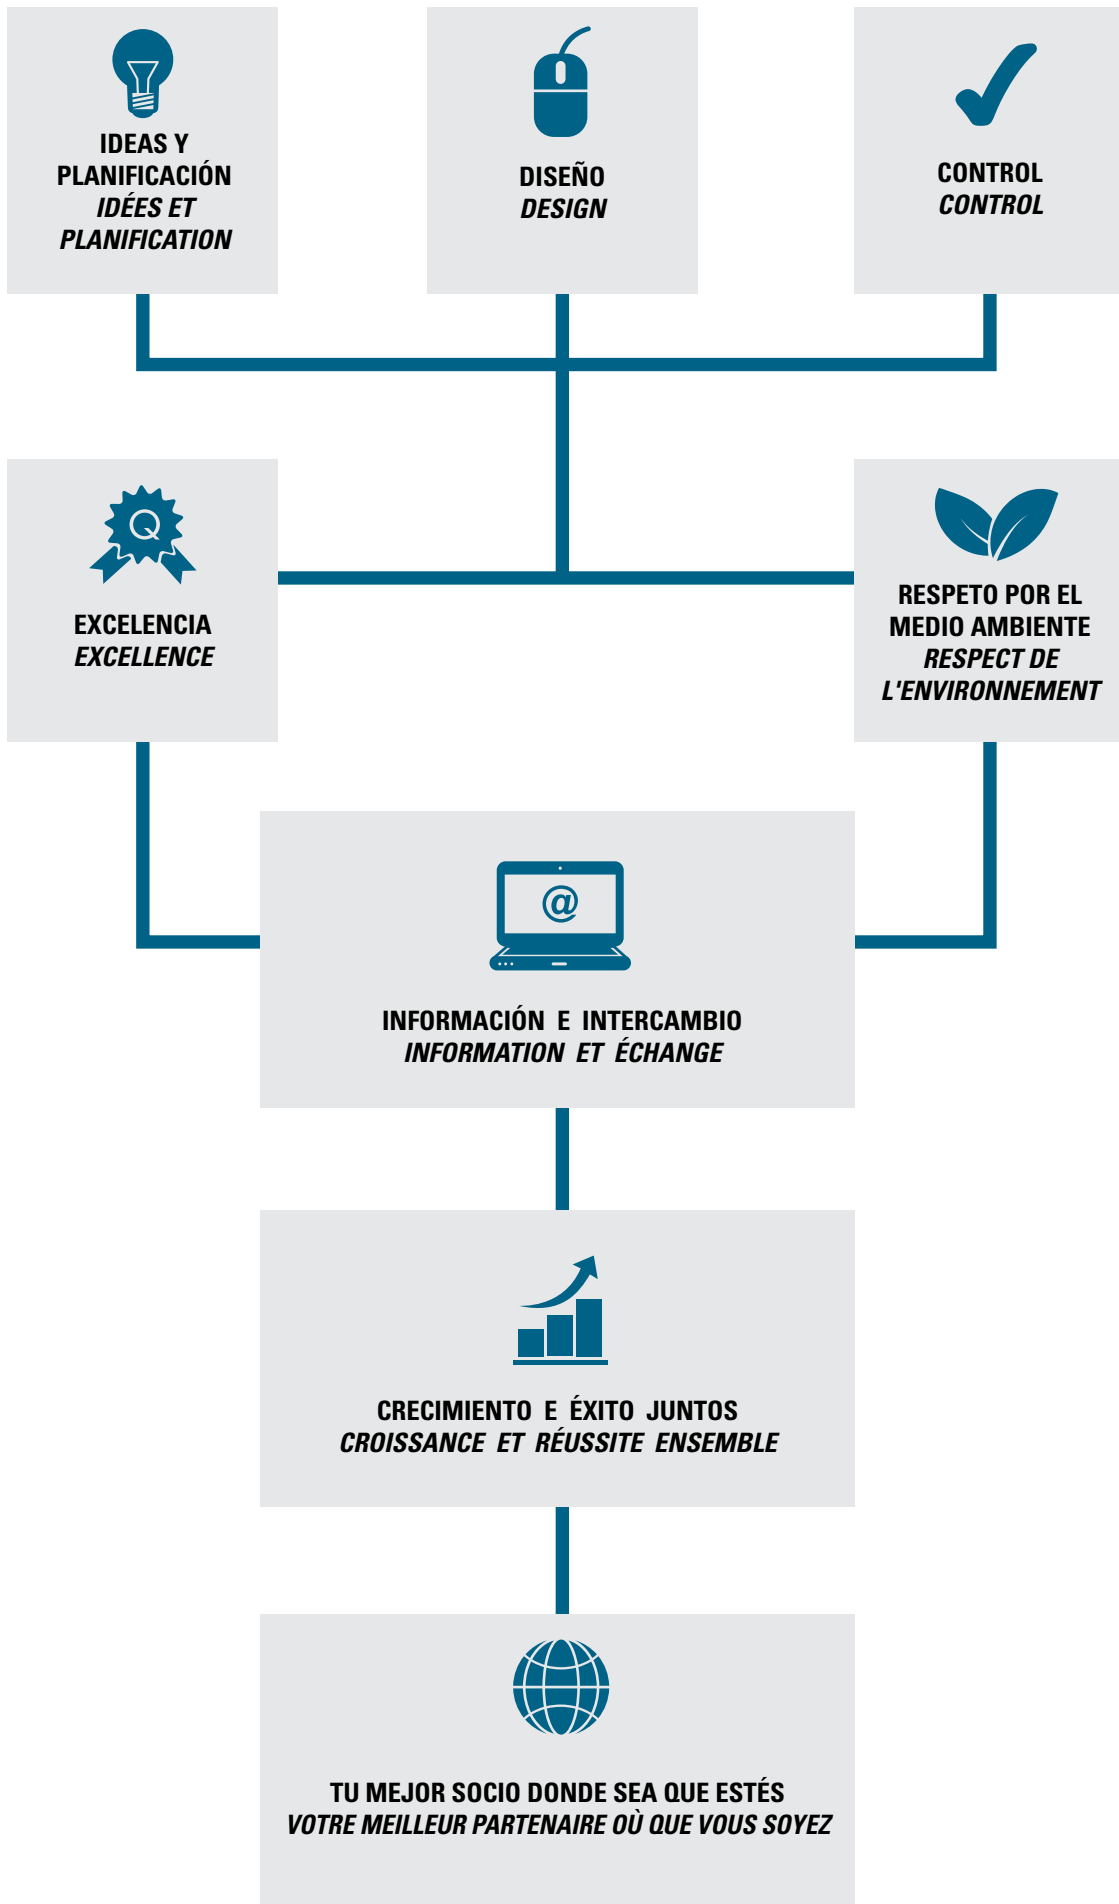 IDEAS Y
PLANIFICACIÓN
IDÉES ET
PLANIFICATION
DISEÑO
DESIGN
CONTROL
CONTROL
Q
EXCELENCIA
EXCELLENCE
RESPETO POR EL
MEDIO AMBIENTE
RESPECT DE
L'ENVIRONNEMENT
@
INFORMACIÓN E INTERCAMBIO
INFORMATION ET ÉCHANGE
CRECIMIENTO E ÉXITO JUNTOS
CROISSANCE ET RÉUSSITE ENSEMBLE
TU MEJOR SOCIO DONDE SEA QUE ESTÉS
VOTRE MEILLEUR PARTENAIRE OÙ QUE VOUS SOYEZ